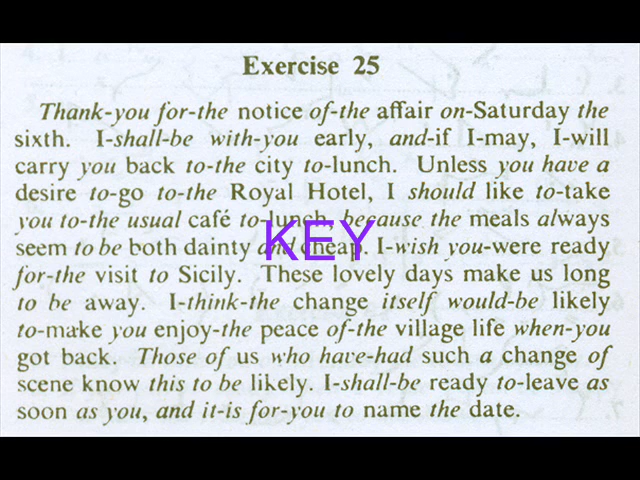 Exercise 25
Thank-you for-the notice of-the affair on-Saturday the
sixth. I-shall-be with-you early, and-if I-may, I-will
carry you back to-the city to-lunch. Unless you have a
desire to-go to-the Royal Hotel, I should like to-take
you to-the usual café to-lunch, because the meals always
seem to be both dainty and cheap. I-wish you-were ready
for-the visit to Sicily. These lovely days make us long
to be away. I-think-the change itself would-be likely
to-make you enjoy-the peace of-the village life when-you
got back. Those of us who have-had such a change of
scene know this to be likely. I-shall-be ready to-leave as
soon as you, and it-is for-you to name the date.
KEY